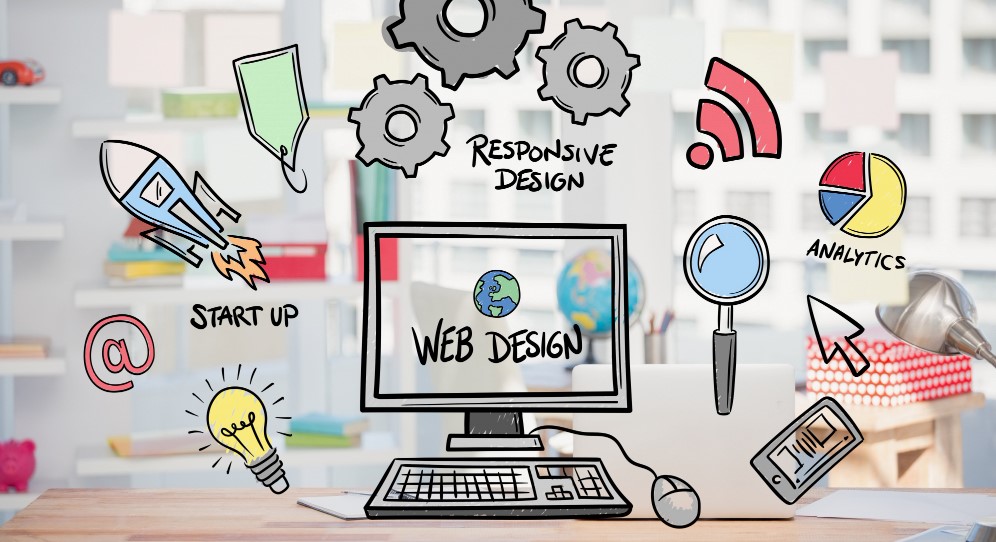 RESPONSIVE
DESIGN
ANALYTICS
START UP
WEB DESIGN
@